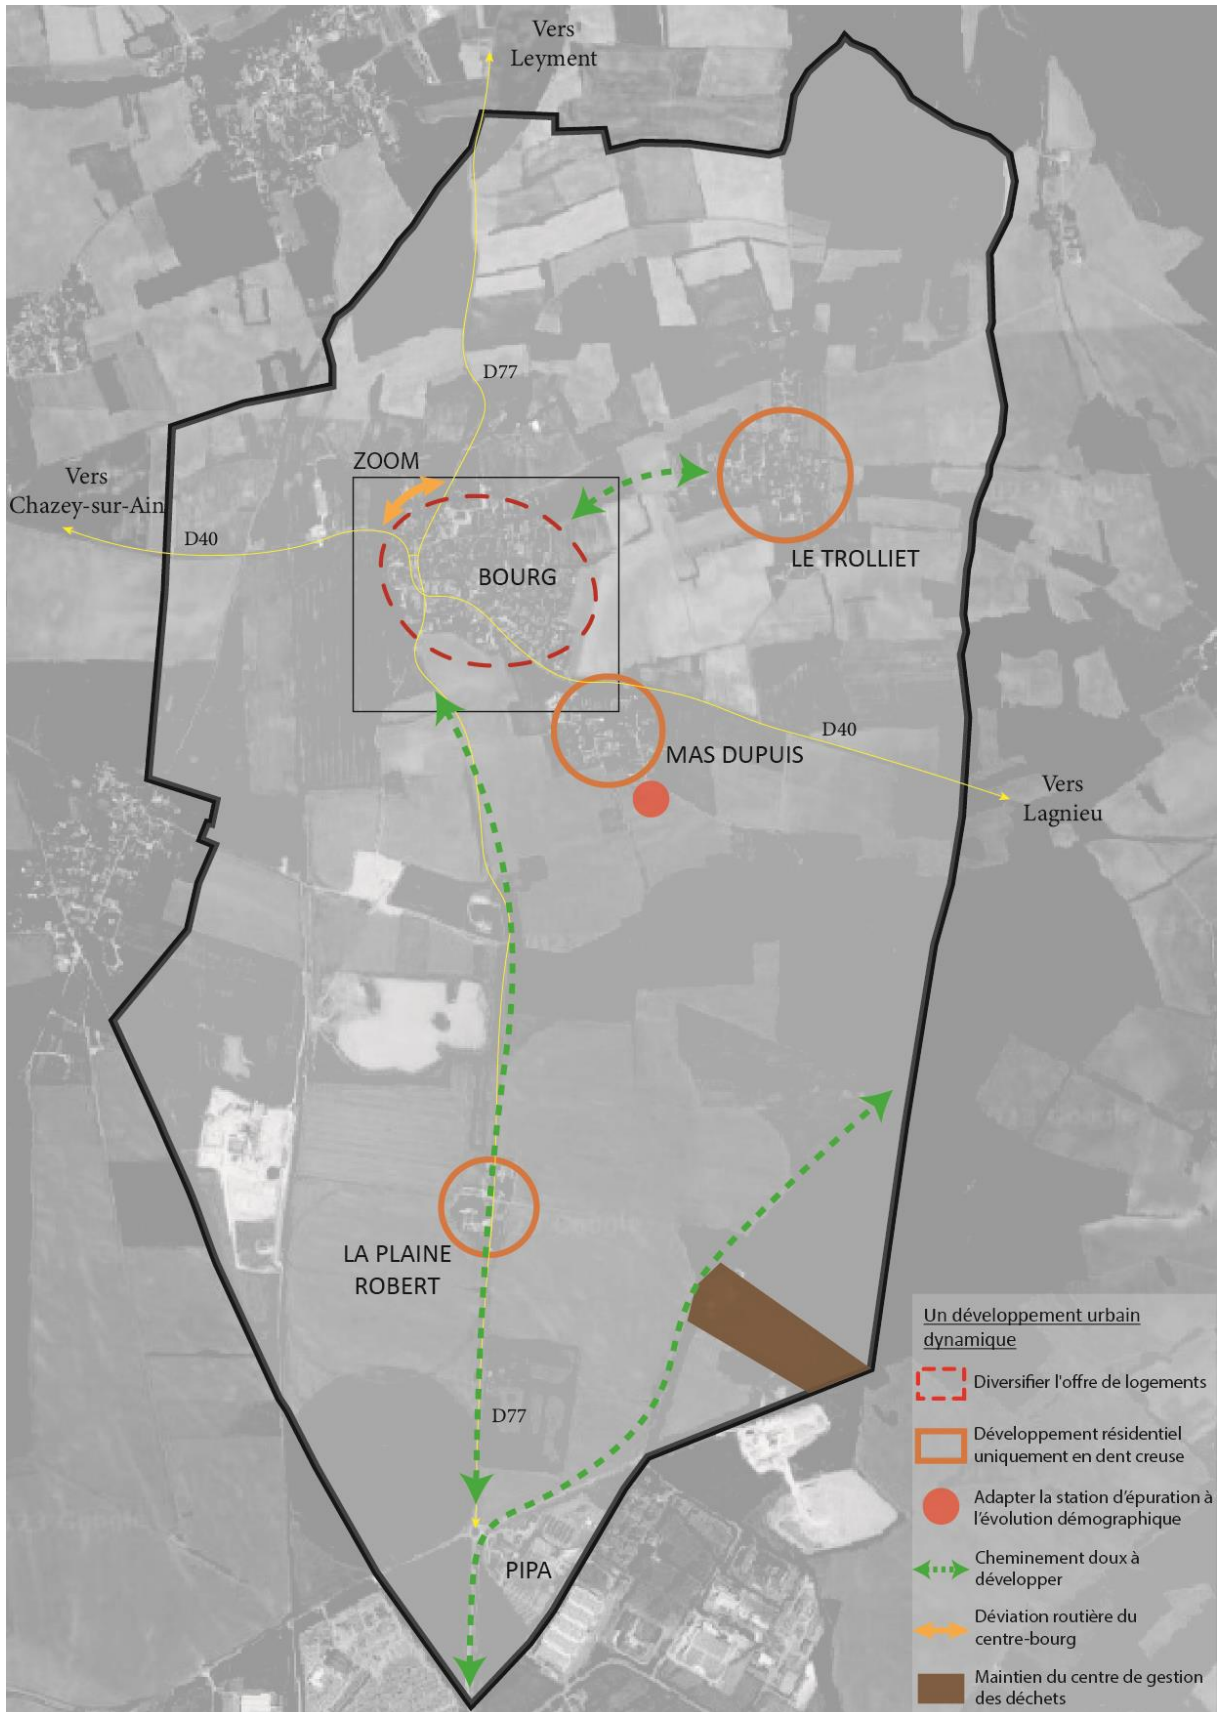 Vers
Leyment
D77
ZOOM
Vers
Chazey-sur-Ain
D40
BOURG
LE TROLLIET
MAS DUPUIS
D40
Vers
Lagnieu
LA PLAINE
ROBERT
D77
PIPA
Un développement urbain
dynamique
Diversifier l'offre de logements
Développement résidentiel
uniquement en dent creuse
Adapter la station d'épuration à
l'évolution démographique
Cheminement doux à
développer
Déviation routière du
centre-bourg
Maintien du centre de gestion
des déchets